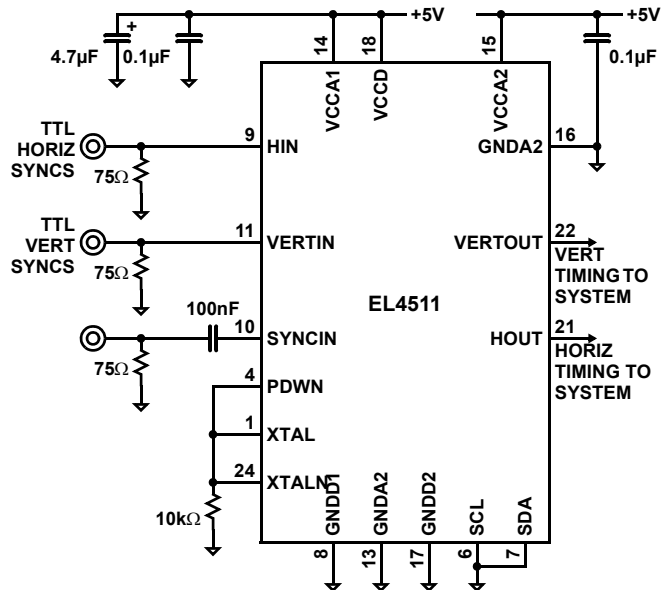 +5V
+5V
4.7µF
+
0.1µF
14
18
15
0.1µF
VCCA1
VCCD
VCCA2
TTL
HORIZ
SYNCS
9
HIN
GNDA2
16
75Ω
TTL
VERT
SYNCS
11
VERTIN
VERTOUT
22
VERT
TIMING TO
SYSTEM
75Ω
EL4511
100nF
10
SYNCIN
HOUT
21
HORIZ
TIMING TO
SYSTEM
75Ω
4
PDWN
1
XTAL
24
XTALN
10kΩ
GNDD1
GNDA2
GNDD2
SCL
SDA
8
13
17
6
7